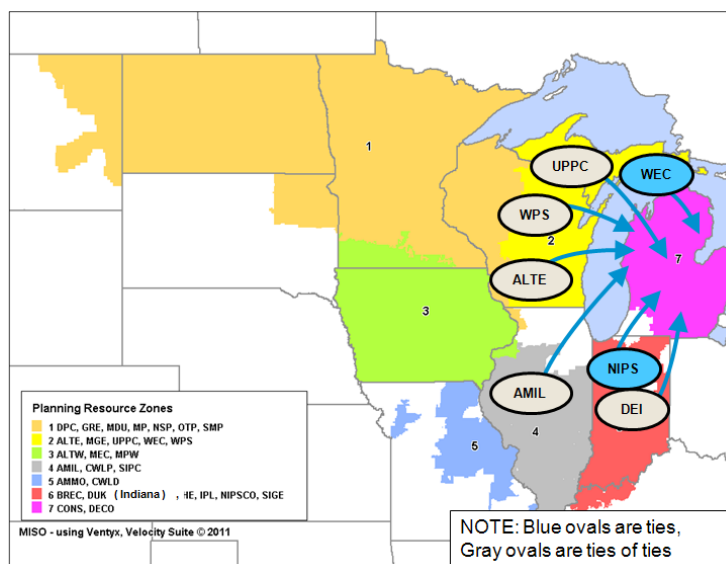 UPPC
WEC
1
WPS
2
7
ALTE
3
NIPS
AMIL
DEI
4
5
Planning Resource Zones
1 DPC, GRE, MDU, MP, NSP, OTP, SMP
2 ALTE, MGE, UPPC, WEC, WPS
3 ALTW, MEC, MPW
4 AMIL, CWLP, SIPC
5 AMMO, CWLD
6 BREC, DUK (Indiana) , HE, IPL, NIPSCO, SIGE
7 CONS, DECO
MISO - using Ventyx, Velocity Suite © 2011
NOTE: Blue ovals are ties,
Gray ovals are ties of ties